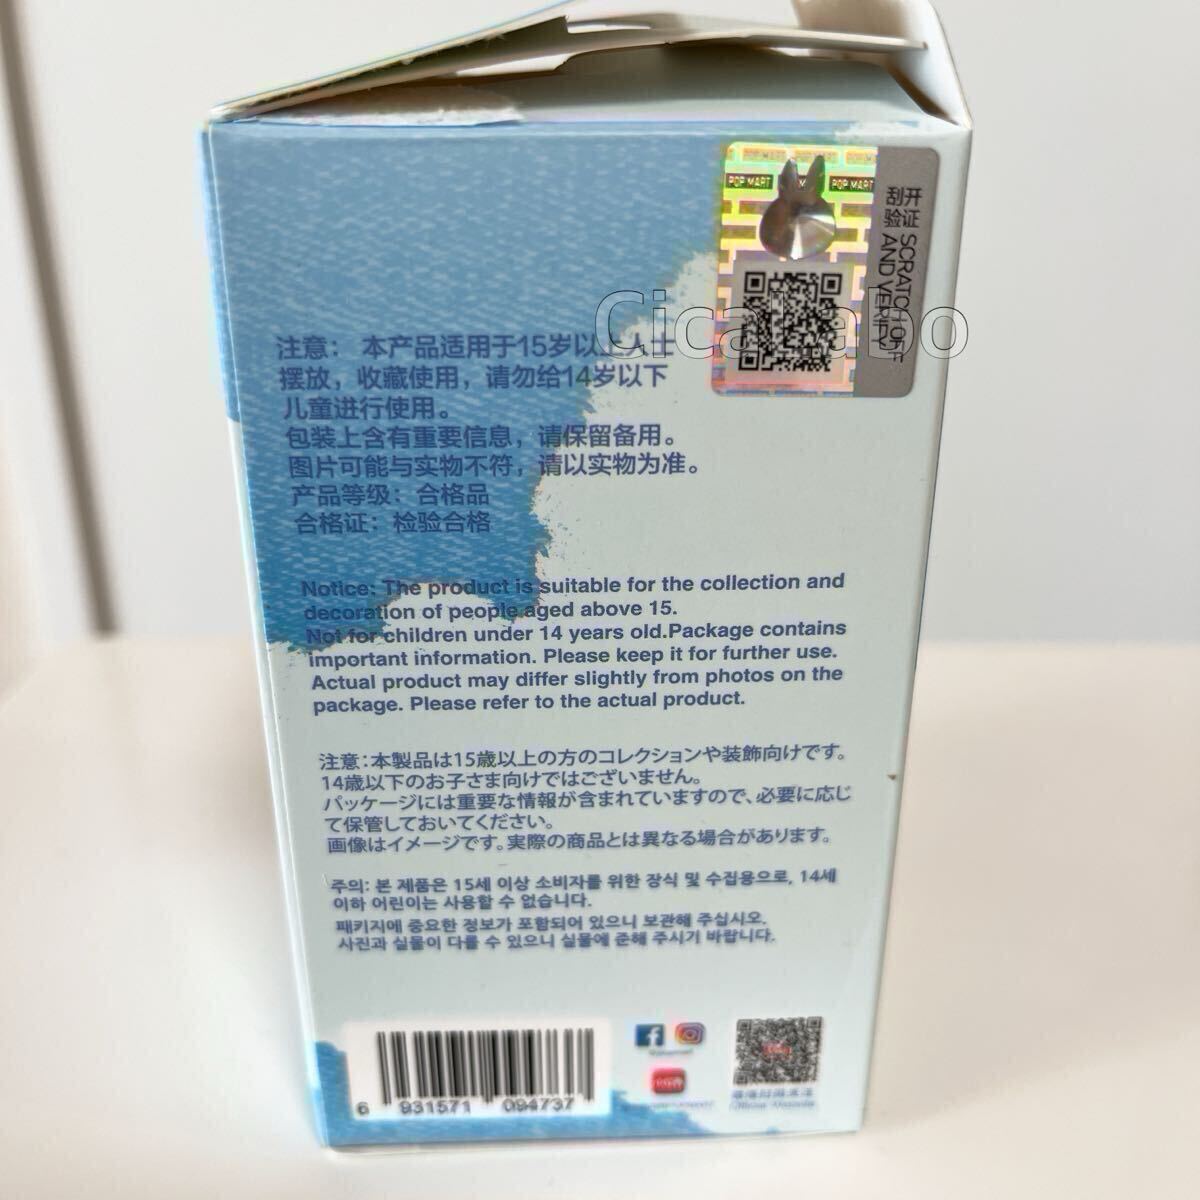 POP MART POP MART POP MART
POP MART M POP MART
刮开
验证
SCRATCH OFF
AND VERIFY
CicaLabo
注意： 本产品适用于15岁以上人士
摆放，收藏使用，请勿给14岁以下
儿童进行使用。
包装上含有重要信息，请保留备用。
图片可能与实物不符，请以实物为准。
产品等级：合格品
合格证：检验合格
Notice: The product is suitable for the collection and
decoration of people aged above 15.
Not for children under 14 years old.Package contains
important information. Please keep it for further use.
Actual product may differ slightly from photos on the
package. Please refer to the actual product.
注意：本製品は15歳以上の方のコレクションや装飾向けです。
14歳以下のお子さま向けではございません。
パッケージには重要な情報が含まれていますので、必要に応じ
て保管しておいてください。
画像はイメージです。実際の商品とは異なる場合があります。
주의: 본 제품은 15세 이상 소비자를 위한 장식 및 수집용으로, 14세
이하 어린이는 사용할 수 없습니다.
패키지에 중요한 정보가 포함되어 있으니 보관해 주십시오.
사진과 실물이 다를 수 있으니 실물에 준해 주시기 바랍니다.
6 931571 094737